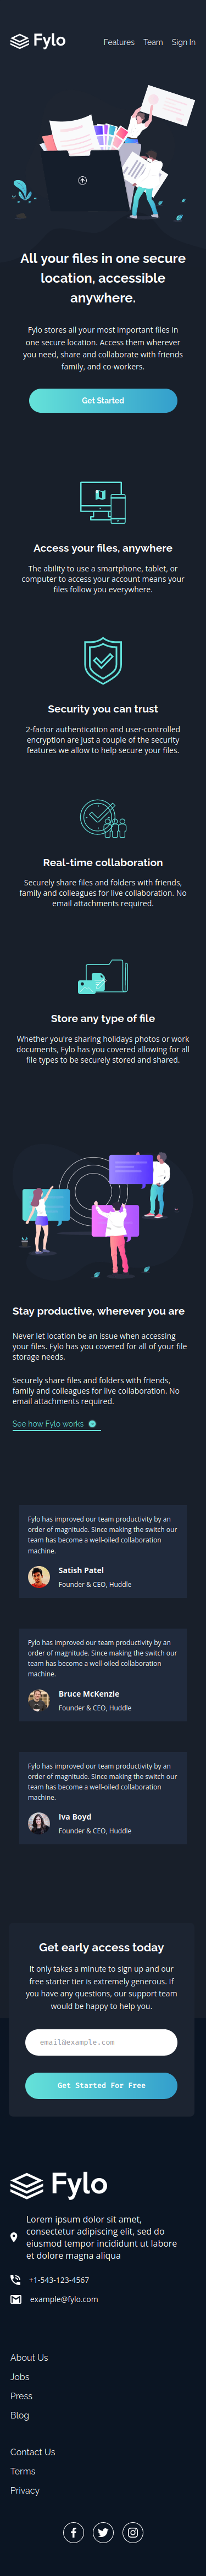 Fylo
Features Team Sign In
All your files in one secure
location, accessible
anywhere.
Fylo stores all your most important files in
one secure location. Access them wherever
you need, share and collaborate with friends
family, and co-workers.
Get Started
Access your files, anywhere
The ability to use a smartphone, tablet, or
computer to access your account means your
files follow you everywhere.
Security you can trust
2-factor authentication and user-controlled
encryption are just a couple of the security
features we allow to help secure your files.
Real-time collaboration
Securely share files and folders with friends,
family and colleagues for live collaboration. No
email attachments required.
Store any type of file
Whether you're sharing holidays photos or work
documents, Fylo has you covered allowing for all
file types to be securely stored and shared.
Stay productive, wherever you are
Never let location be an issue when accessing
your files. Fylo has you covered for all of your file
storage needs.
Securely share files and folders with friends,
family and colleagues for live collaboration. No
email attachments required.
See how Fylo works
Fylo has improved our team productivity by an
order of magnitude. Since making the switch our
team has become a well-oiled collaboration
machine.
Satish Patel
Founder & CEO, Huddle
Fylo has improved our team productivity by an
order of magnitude. Since making the switch our
team has become a well-oiled collaboration
machine.
Bruce McKenzie
Founder & CEO, Huddle
Fylo has improved our team productivity by an
order of magnitude. Since making the switch our
team has become a well-oiled collaboration
machine.
Iva Boyd
Founder & CEO, Huddle
Get early access today
It only takes a minute to sign up and our
free starter tier is extremely generous. If
you have any questions, our support team
would be happy to help you.
email@example.com
Get Started For Free
Fylo
Lorem ipsum dolor sit amet,
consectetur adipiscing elit, sed do
eiusmod tempor incididunt ut labore
et dolore magna aliqua
+1-543-123-4567
example@fylo.com
About Us
Jobs
Press
Blog
Contact Us
Terms
Privacy